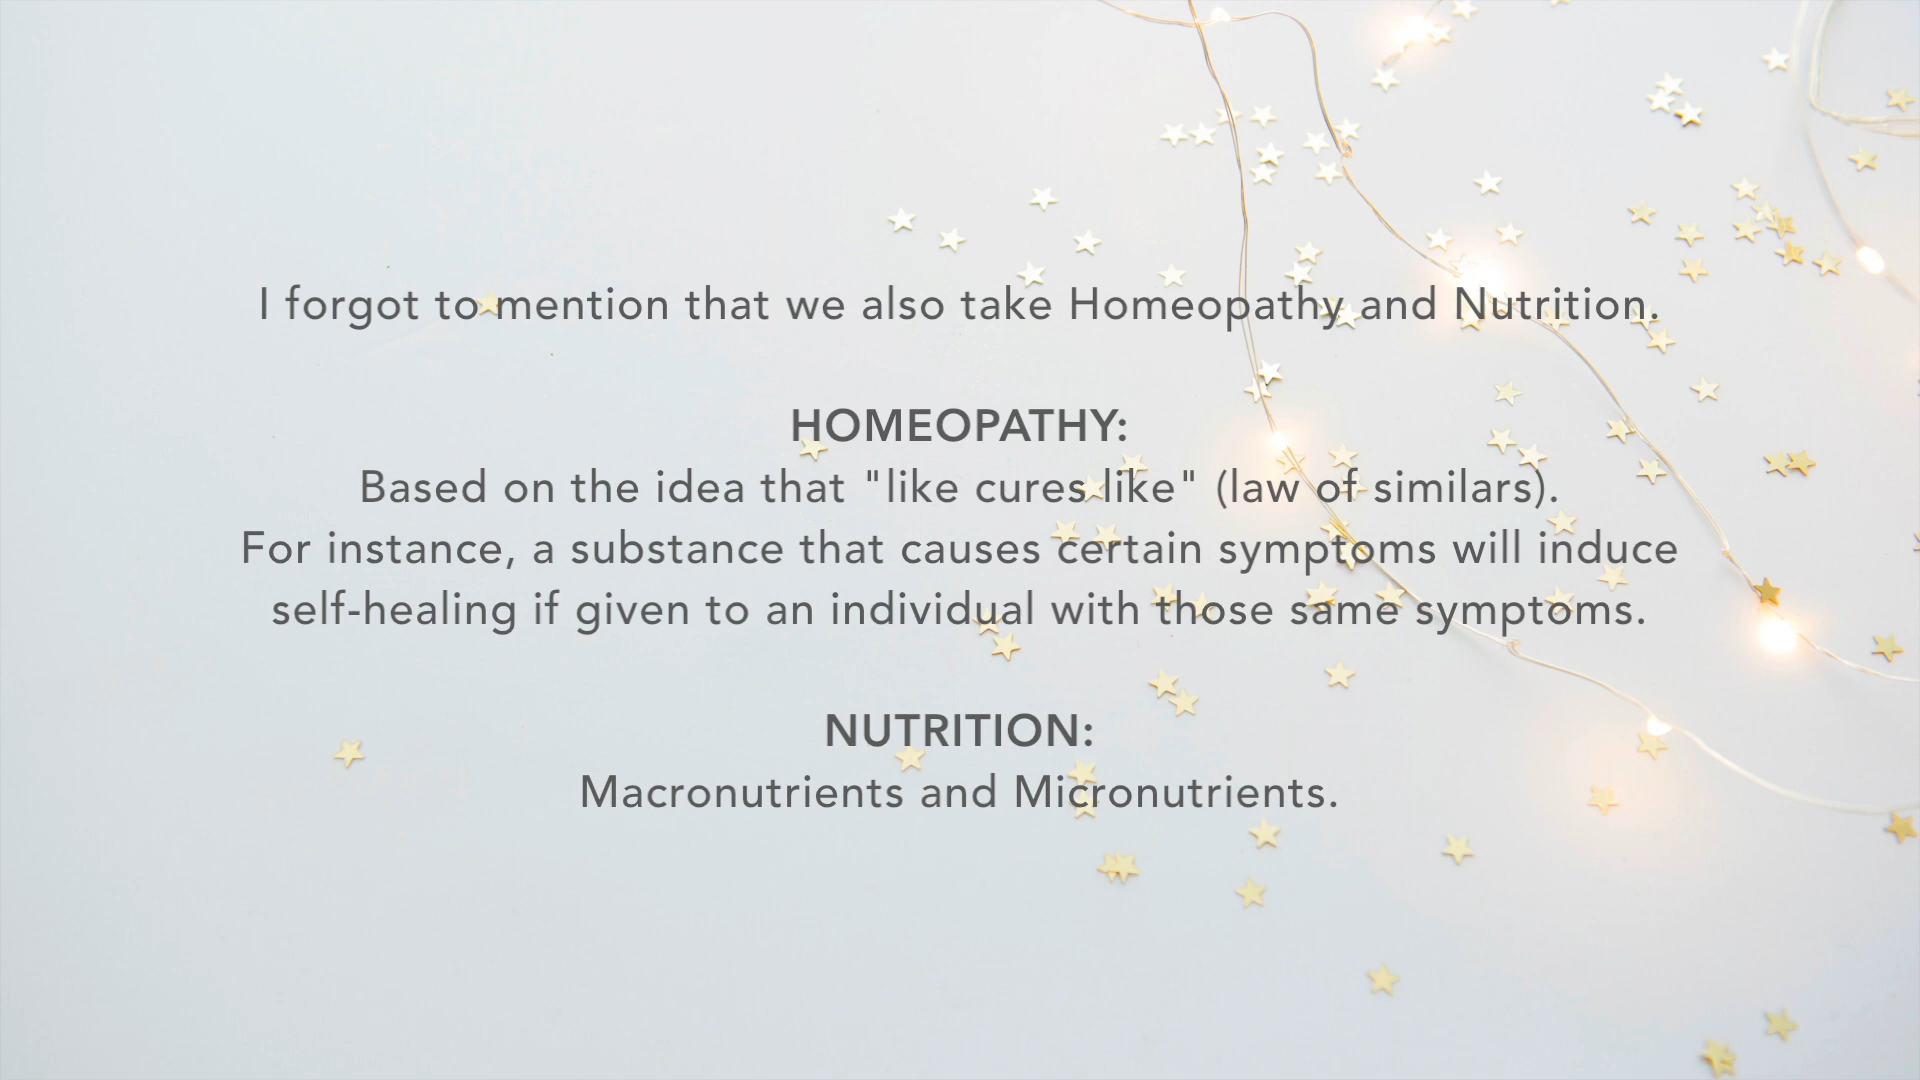 I forgot to mention that we also take Homeopathy and Nutrition.
HOMEOPATHY:
Based on the idea that "like cures like" (law of similars).
For instance, a substance that causes certain symptoms will induce
self-healing if given to an individual with those same symptoms.
NUTRITION:
Macronutrients and Micronutrients.